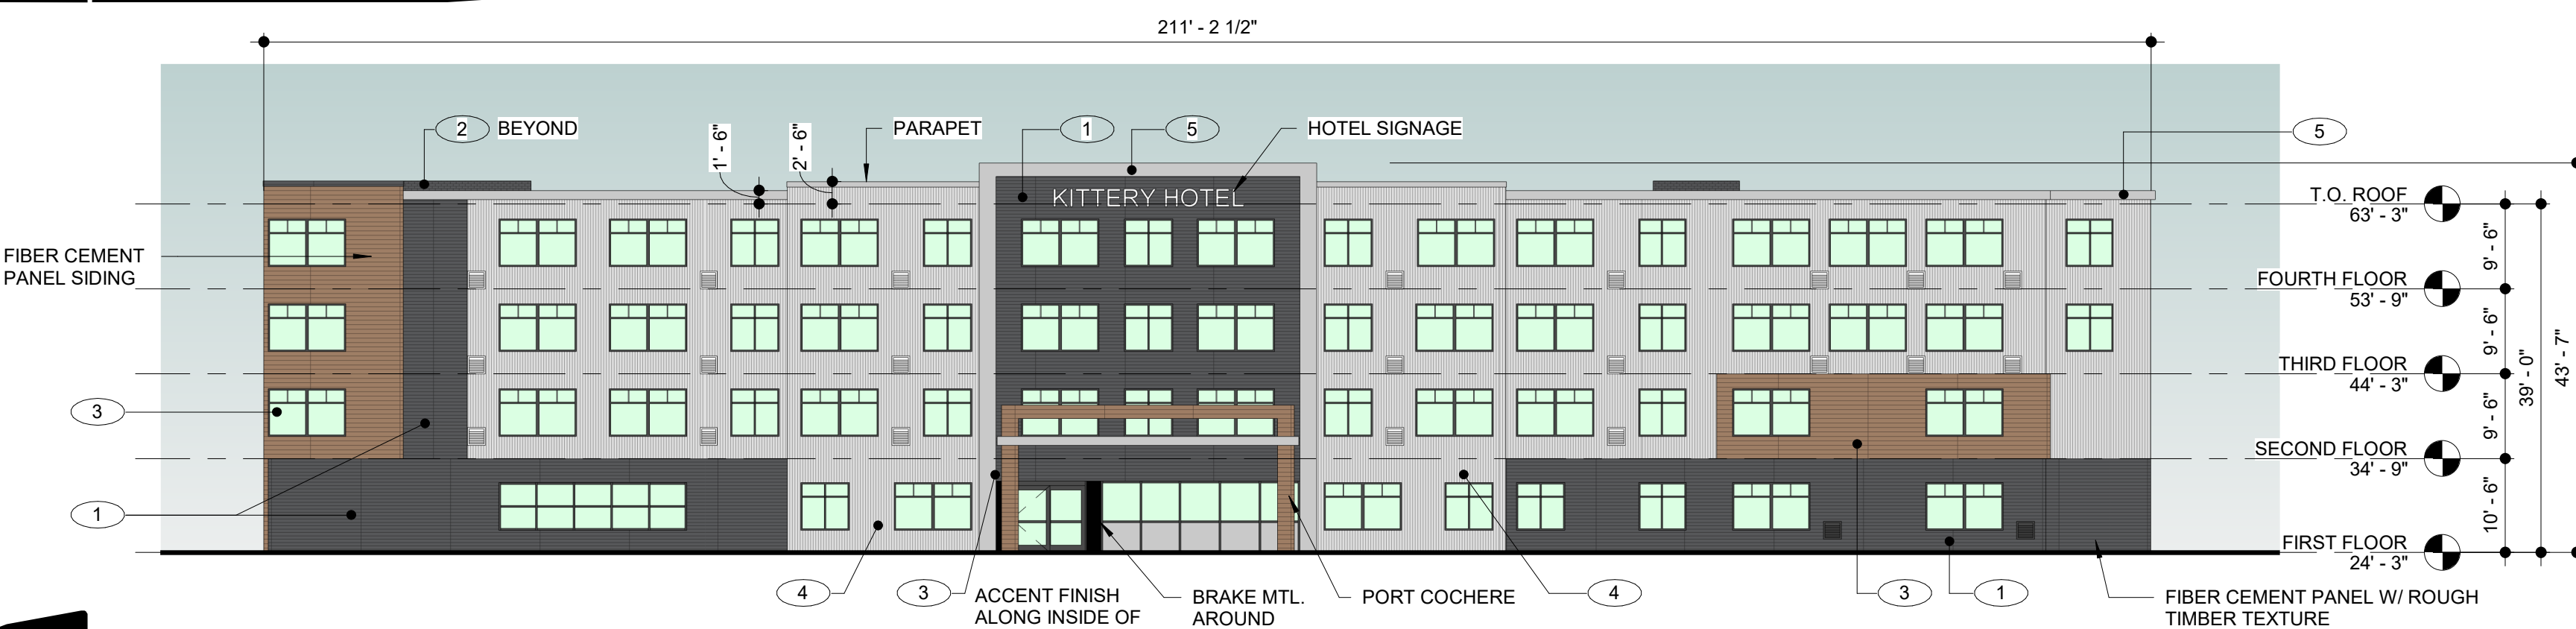 211' - 2 1/2"
2 BEYOND
1' - 6"
2' - 6"
PARAPET
1
5
HOTEL SIGNAGE
5
KITTERY HOTEL
T.O. ROOF
63' - 3"
FIBER CEMENT
PANEL SIDING
9' - 6"
FOURTH FLOOR
53' - 9"
9' - 6"
39' - 0"
43' - 7"
THIRD FLOOR
44' - 3"
3
9' - 6"
SECOND FLOOR
34' - 9"
1
10' - 6"
FIRST FLOOR
24' - 3"
4
3
ACCENT FINISH
ALONG INSIDE OF
BRAKE MTL.
AROUND
PORT COCHERE
4
3
1
FIBER CEMENT PANEL W/ ROUGH
TIMBER TEXTURE